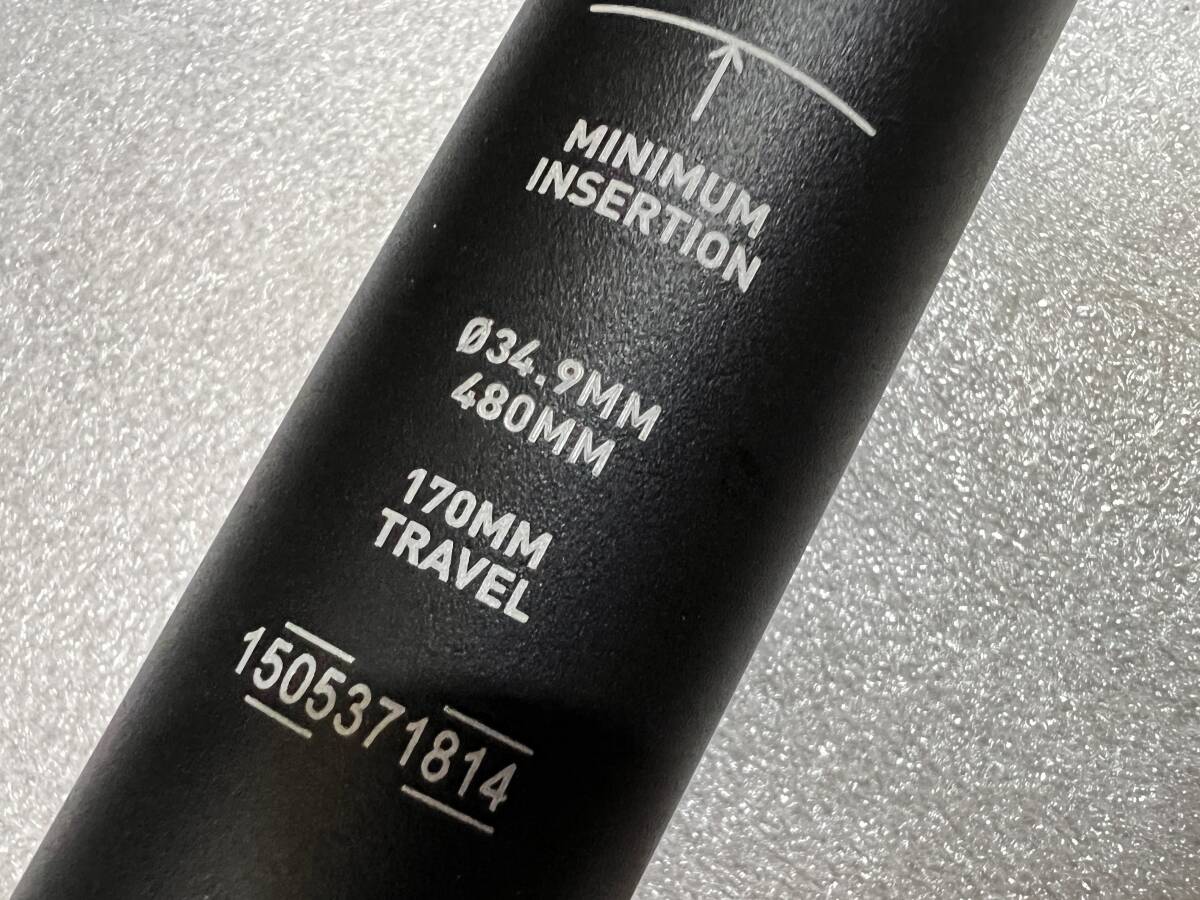 MINIMUM
INSERTION
Ø34.9MM
480MM
170MM
TRAVEL
1505371814